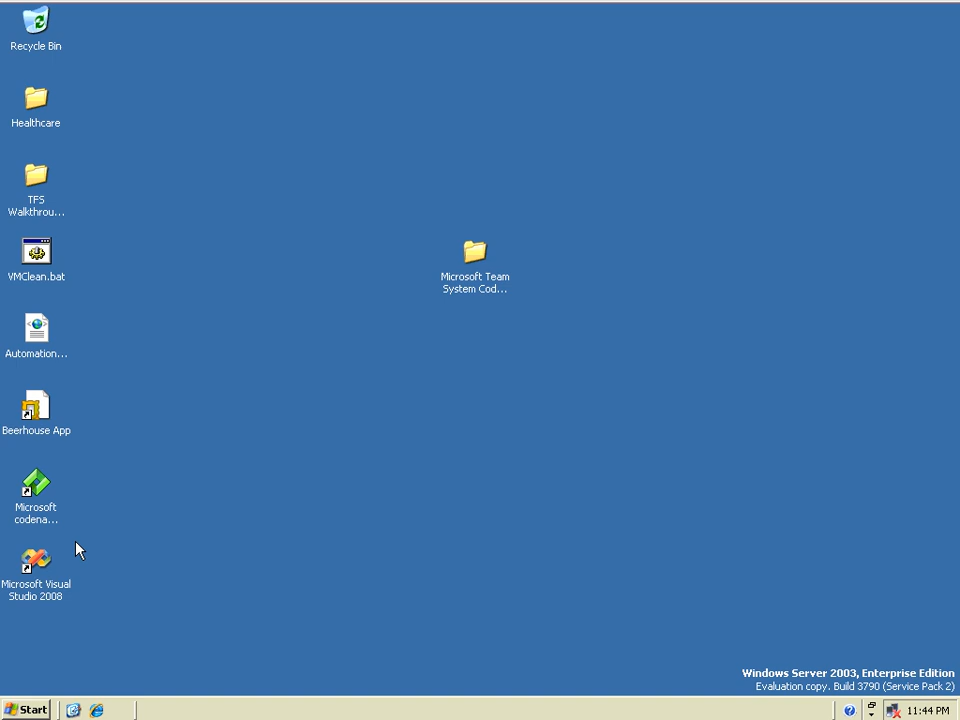 Recycle Bin
Healthcare
TFS
Walkthrou...
VMClean.bat
Automation...
Beerhouse App
Microsoft
codena...
Microsoft Visual
Studio 2008
Microsoft Team
System Cod...
Windows Server 2003, Enterprise Edition
Evaluation copy. Build 3790 (Service Pack 2)
Start
11:44 PM